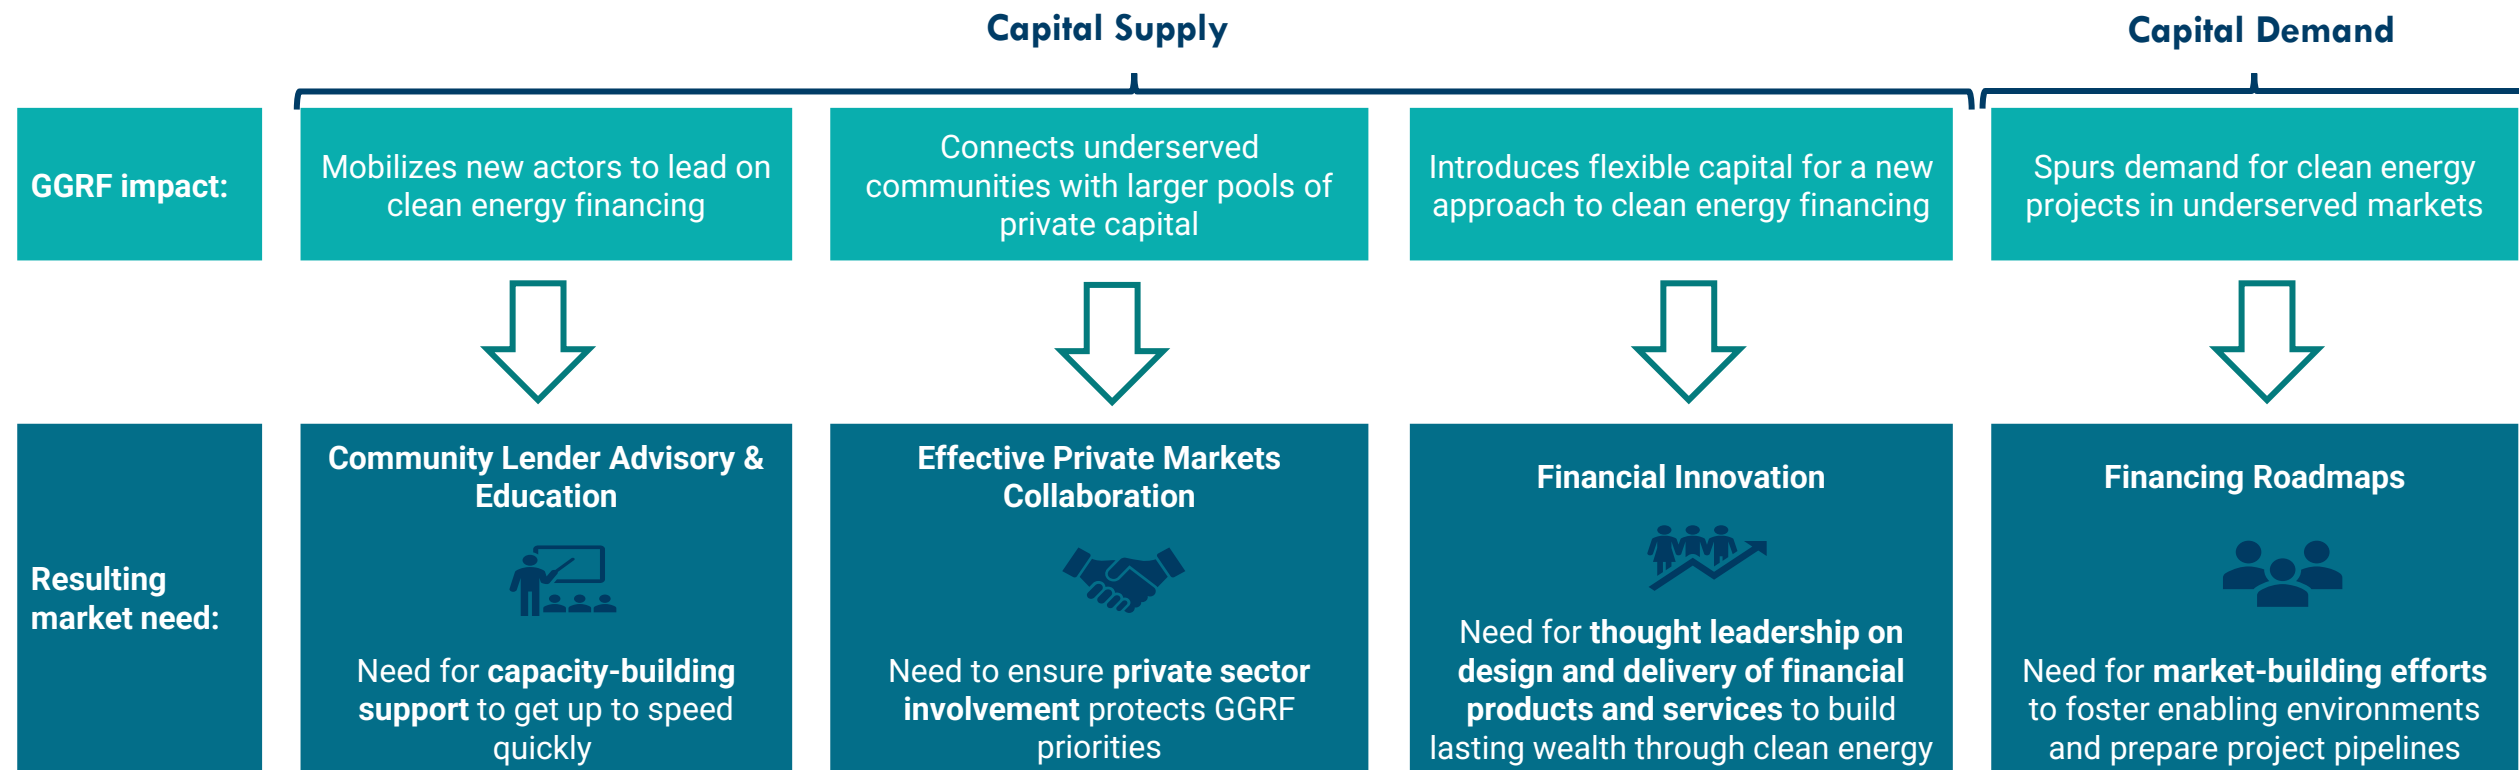 Capital Supply
Capital Demand
GGRF impact:
Mobilizes new actors to lead on
clean energy financing
Connects underserved
communities with larger pools of
private capital
Introduces flexible capital for a new
approach to clean energy financing
Spurs demand for clean energy
projects in underserved markets
Resulting
market need:
Community Lender Advisory &
Education
Need for capacity-building
support to get up to speed
quickly
Effective Private Markets
Collaboration
Need to ensure private sector
involvement protects GGRF
priorities
Financial Innovation
Need for thought leadership on
design and delivery of financial
products and services to build
lasting wealth through clean energy
Financing Roadmaps
Need for market-building efforts
to foster enabling environments
and prepare project pipelines